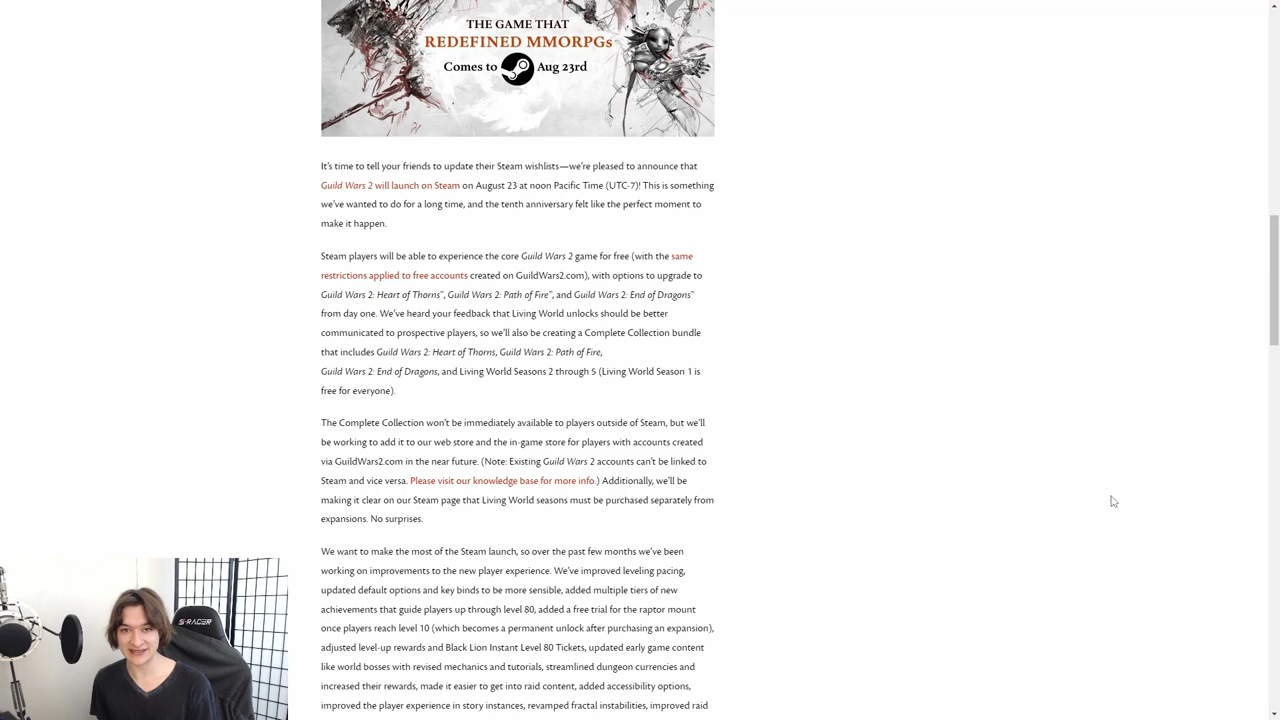 THE GAME THAT
REDEFINED MMORPGs
Comes to Aug 23rd
It's time to tell your friends to update their Steam wishlists—we're pleased to announce that
Guild Wars 2 will launch on Steam on August 23 at noon Pacific Time (UTC-7)! This is something
we've wanted to do for a long time, and the tenth anniversary felt like the perfect moment to
make it happen.
Steam players will be able to experience the core Guild Wars 2 game for free (with the same
restrictions applied to free accounts created on GuildWars2.com), with options to upgrade to
Guild Wars 2: Heart of Thorns™, Guild Wars 2: Path of Fire™, and Guild Wars 2: End of Dragons™
from day one. We've heard your feedback that Living World unlocks should be better
communicated to prospective players, so we'll also be creating a Complete Collection bundle
that includes Guild Wars 2: Heart of Thorns, Guild Wars 2: Path of Fire,
Guild Wars 2: End of Dragons, and Living World Seasons 2 through 5 (Living World Season 1 is
free for everyone).
The Complete Collection won't be immediately available to players outside of Steam, but we'll
be working to add it to our web store and the in-game store for players with accounts created
via GuildWars2.com in the near future. (Note: Existing Guild Wars 2 accounts can't be linked to
Steam and vice versa. Please visit our knowledge base for more info.) Additionally, we'll be
making it clear on our Steam page that Living World seasons must be purchased separately from
expansions. No surprises.
We want to make the most of the Steam launch, so over the past few months we've been
working on improvements to the new player experience. We've improved leveling pacing,
updated default options and key binds to be more sensible, added multiple tiers of new
achievements that guide players up through level 80, added a free trial for the raptor mount
once players reach level 10 (which becomes a permanent unlock after purchasing an expansion),
adjusted level-up rewards and Black Lion Instant Level 80 Tickets, updated early game content
like world bosses with revised mechanics and tutorials, streamlined dungeon currencies and
increased their rewards, made it easier to get into raid content, added accessibility options,
improved the player experience in story instances, revamped fractal instabilities, improved raid
S-RACER